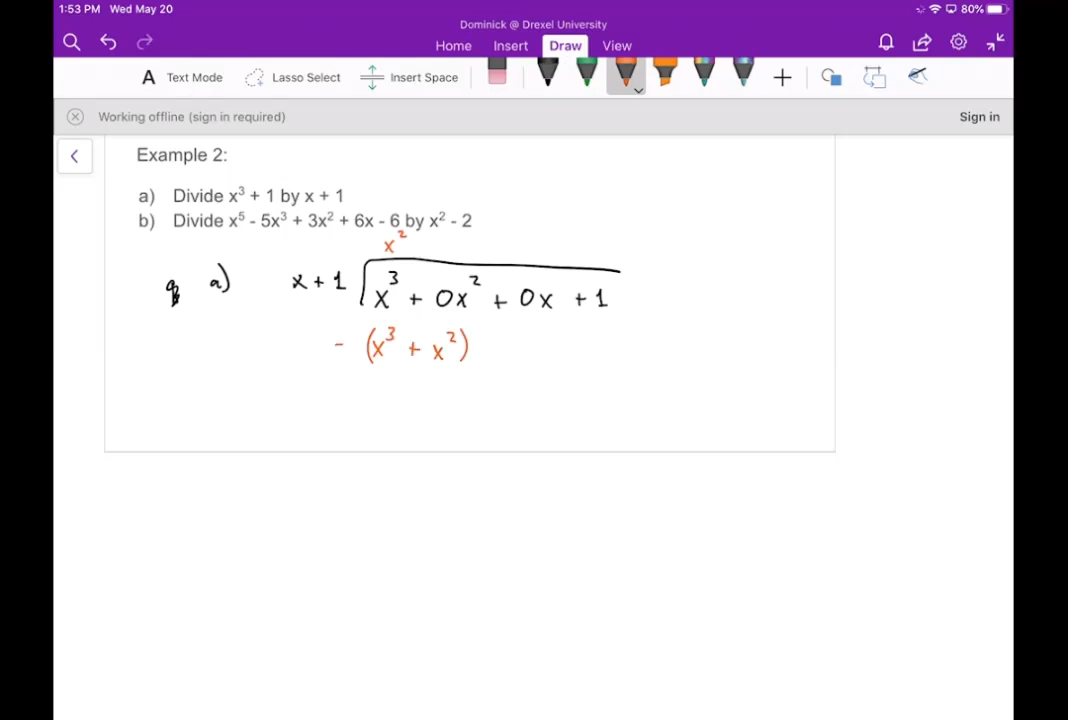 1:53 PM Wed May 20 80%
Dominick @ Drexel University
Home Insert Draw View
A Text Mode Lasso Select Insert Space
Working offline (sign in required) Sign in
Example 2:
a) Divide x³ + 1 by x + 1
b) Divide x⁵ - 5x³ + 3x² + 6x - 6 by x² - 2
x²
a) x + 1 x³ + 0x² + 0x + 1
- (x³ + x²)